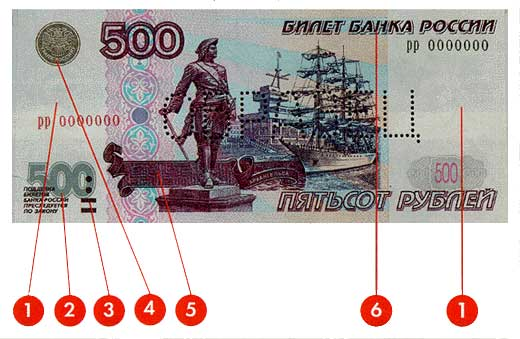 500
БИЛЕТ БАНКА РОССИИ
рр 0000000
рр 0000000
500
500
ПОДДЕЛКА
БИЛЕТОВ
БАНКА РОССИИ
ПРЕСЛЕДУЕТСЯ
ПО ЗАКОНУ
ПЯТЬСОТ РУБЛЕЙ
1 2 3 4 5 6 1